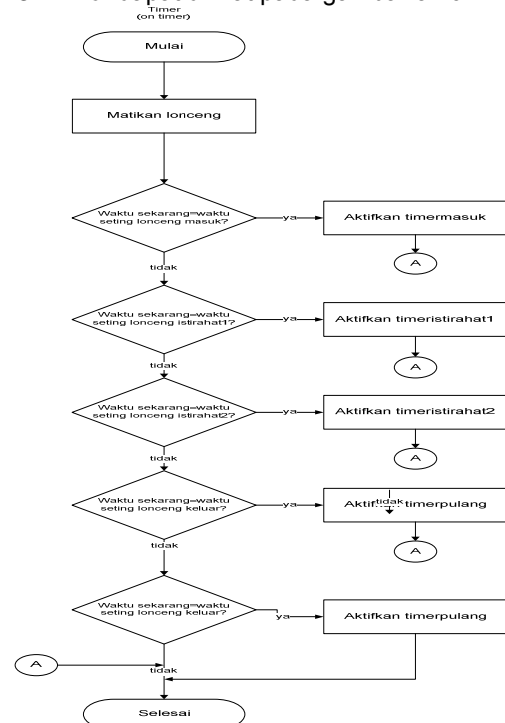 Timer
(on timer)
Mulai
Matikan lonceng
Waktu sekarang=waktu
seting lonceng masuk?
ya
Aktifkan timermasuk
A
tidak
Waktu sekarang=waktu
seting lonceng istirahat1?
ya
Aktifkan timeristirahat1
A
tidak
Waktu sekarang=waktu
seting lonceng istirahat2?
ya
Aktifkan timeristirahat2
A
tidak
Waktu sekarang=waktu
seting lonceng keluar?
ya
tidak
timerpulang
A
tidak
Waktu sekarang=waktu
seting lonceng keluar?
ya
Aktifkan timerpulang
A
tidak
Selesai